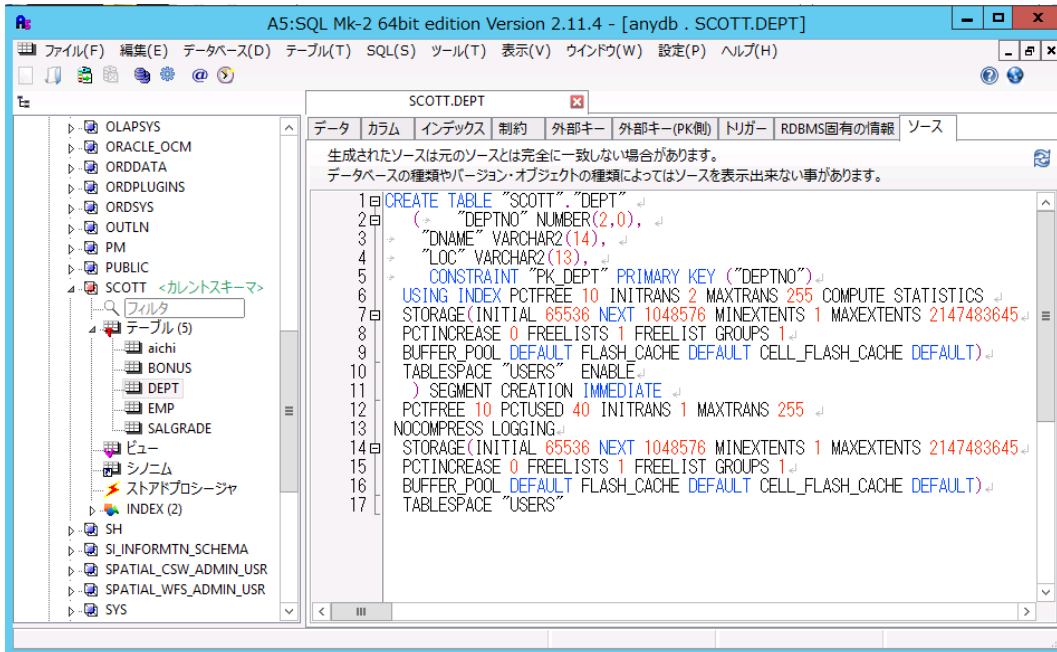 A5:SQL Mk-2 64bit edition Version 2.11.4 - [anydb . SCOTT.DEPT]
ファイル(F) 編集(E) データベース(D) テーブル(T) SQL(S) ツール(T) 表示(V) ウインドウ(W) 設定(P) ヘルプ(H)
SCOTT.DEPT
OLAPSYS
ORACLE_OCM
ORDDATA
ORDPLUGINS
ORDSYS
OUTLN
PM
PUBLIC
SCOTT <カレントスキーマ>
フィルタ
テーブル (5)
aichi
BONUS
DEPT
EMP
SALGRADE
ビュー
シノニム
ストアドプロシージャ
INDEX (2)
SH
SI_INFORMTN_SCHEMA
SPATIAL_CSW_ADMIN_USR
SPATIAL_WFS_ADMIN_USR
SYS
データ カラム インデックス 制約 外部キー 外部キー(PK側) トリガー RDBMS固有の情報 ソース
生成されたソースは元のソースとは完全に一致しない場合があります。
データベースの種類やバージョン・オブジェクトの種類によってはソースを表示出来ない事があります。
1 CREATE TABLE "SCOTT"."DEPT"
2 ( "DEPTNO" NUMBER(2,0),
3 "DNAME" VARCHAR2(14),
4 "LOC" VARCHAR2(13),
5 CONSTRAINT "PK_DEPT" PRIMARY KEY ("DEPTNO")
6 USING INDEX PCTFREE 10 INITRANS 2 MAXTRANS 255 COMPUTE STATISTICS
7 STORAGE(INITIAL 65536 NEXT 1048576 MINEXTENTS 1 MAXEXTENTS 2147483645
8 PCTINCREASE 0 FREELISTS 1 FREELIST GROUPS 1
9 BUFFER_POOL DEFAULT FLASH_CACHE DEFAULT CELL_FLASH_CACHE DEFAULT)
10 TABLESPACE "USERS" ENABLE
11 ) SEGMENT CREATION IMMEDIATE
12 PCTFREE 10 PCTUSED 40 INITRANS 1 MAXTRANS 255
13 NOCOMPRESS LOGGING
14 STORAGE(INITIAL 65536 NEXT 1048576 MINEXTENTS 1 MAXEXTENTS 2147483645
15 PCTINCREASE 0 FREELISTS 1 FREELIST GROUPS 1
16 BUFFER_POOL DEFAULT FLASH_CACHE DEFAULT CELL_FLASH_CACHE DEFAULT)
17 TABLESPACE "USERS"